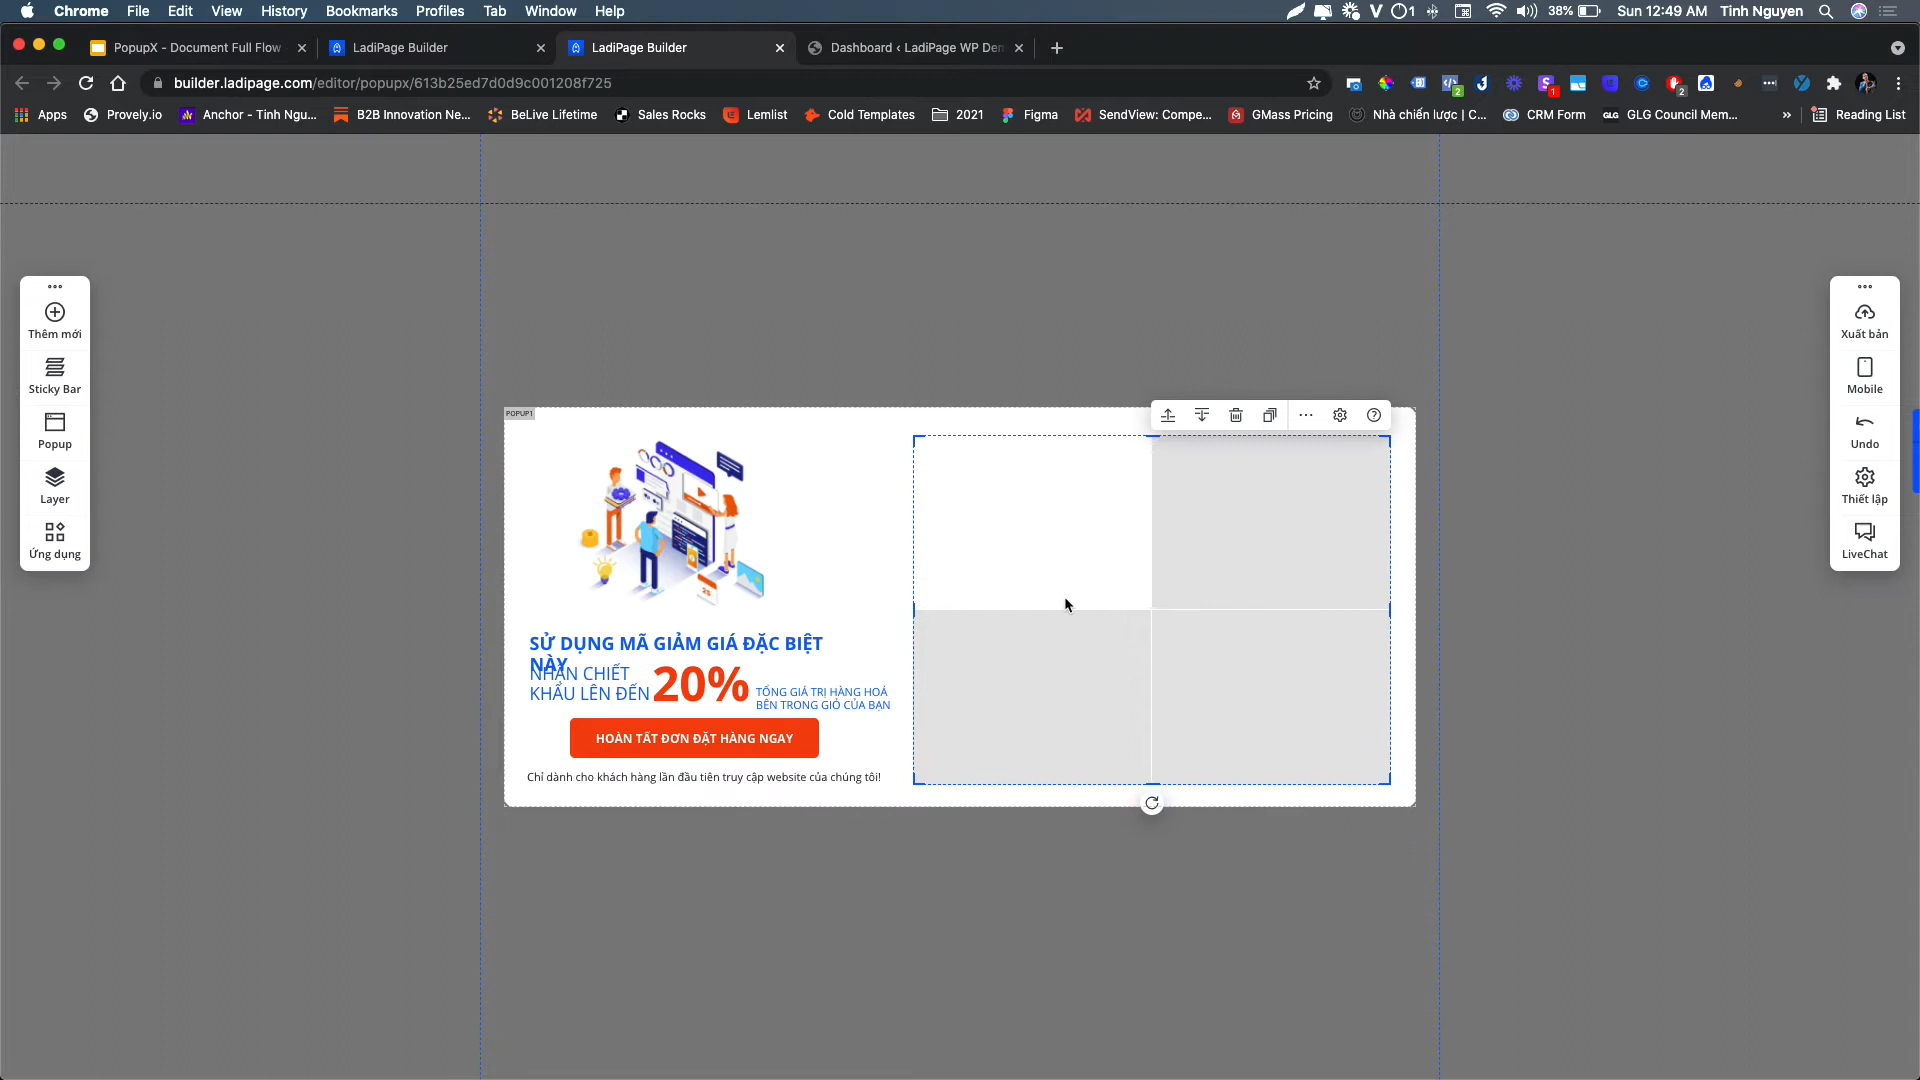 Chrome File Edit View History Bookmarks Profiles Tab Window Help
1 38% Sun 12:49 AM Tinh Nguyen
PopupX - Document Full Flow
LadiPage Builder
LadiPage Builder
Dashboard ‹ LadiPage WP Den
builder.ladipage.com/editor/popupx/613b25ed7d0d9c001208f725
2
1
2
Apps Provely.io Anchor - Tinh Ngu... B2B Innovation Ne... BeLive Lifetime Sales Rocks Lemlist Cold Templates 2021 Figma SendView: Compe... GMass Pricing Nhà chiến lược | C... CRM Form GLG GLG Council Mem... » Reading List
Thêm mới
Sticky Bar
Popup
Layer
Ứng dụng
POPUP1
25
SỬ DỤNG MÃ GIẢM GIÁ ĐẶC BIỆT
NÀY
NHẬN CHIẾT
KHẤU LÊN ĐẾN
20%
TỔNG GIÁ TRỊ HÀNG HOÁ
BÊN TRONG GIỎ CỦA BẠN
HOÀN TẤT ĐƠN ĐẶT HÀNG NGAY
Chỉ dành cho khách hàng lần đầu tiên truy cập website của chúng tôi!
Xuất bản
Mobile
Undo
Thiết lập
LiveChat